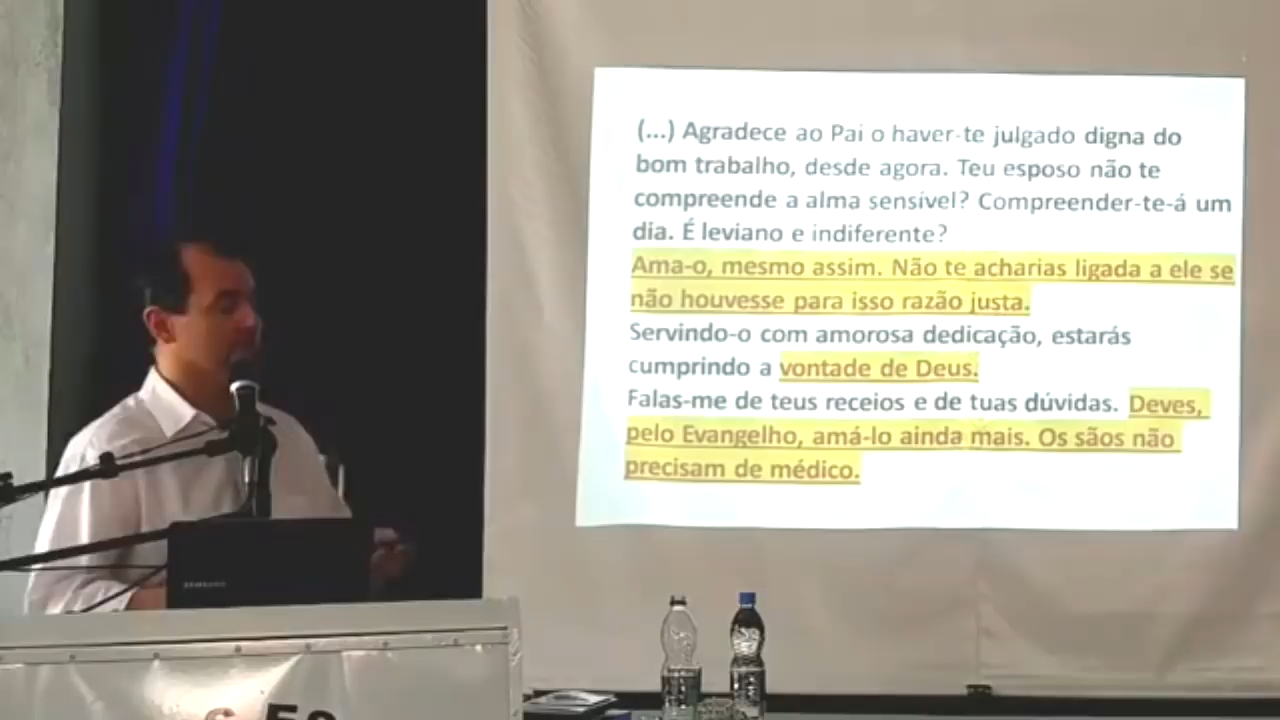 (...) Agradece ao Pai o haver-te julgado digna do
bom trabalho, desde agora. Teu esposo não te
compreende a alma sensível? Compreender-te-á um
dia. É leviano e indiferente?
Ama-o, mesmo assim. Não te acharias ligada a ele se
não houvesse para isso razão justa.
Servindo-o com amorosa dedicação, estarás
cumprindo a vontade de Deus.
Falas-me de teus receios e de tuas dúvidas. Deves,
pelo Evangelho, amá-lo ainda mais. Os sãos não
precisam de médico.
SAMSUNG